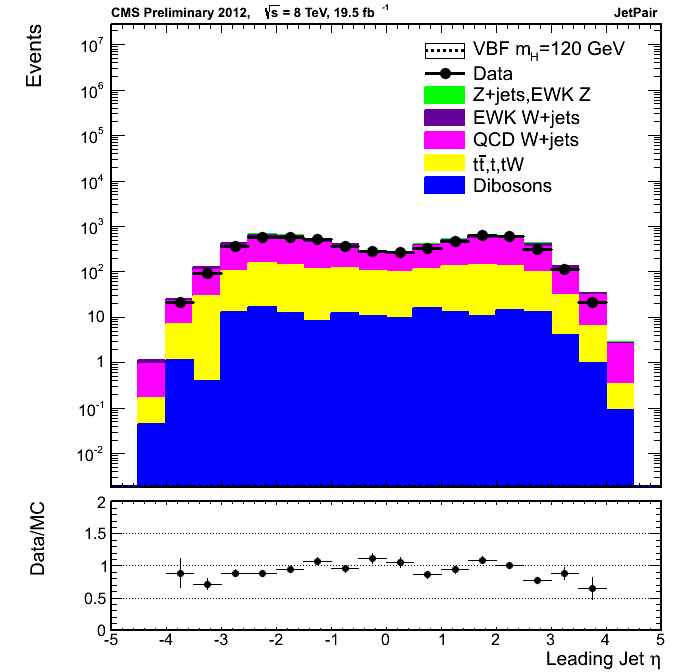 CMS Preliminary 2012, √s = 8 TeV, 19.5 fb⁻¹ JetPair
Events
10⁷
10⁶
10⁵
10⁴
10³
10²
10
1
10⁻¹
10⁻²
VBF m_H=120 GeV
Data
Z+jets,EWK Z
EWK W+jets
QCD W+jets
tt̄,t,tW
Dibosons
Data/MC
2
1.5
1
0.5
0
-5 -4 -3 -2 -1 0 1 2 3 4 5
Leading Jet η